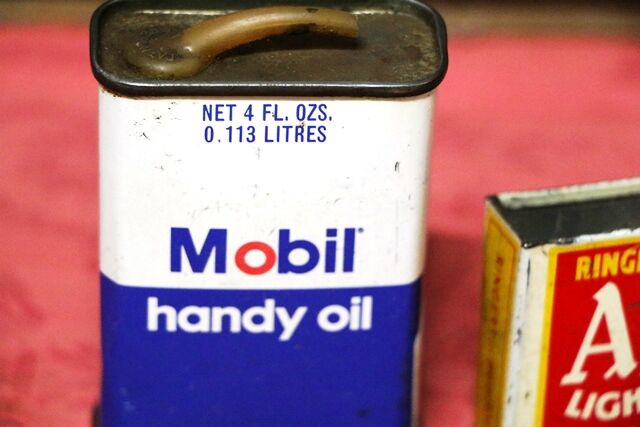 NET 4 FL. OZS.
0.113 LITRES
Mobil
handy oil